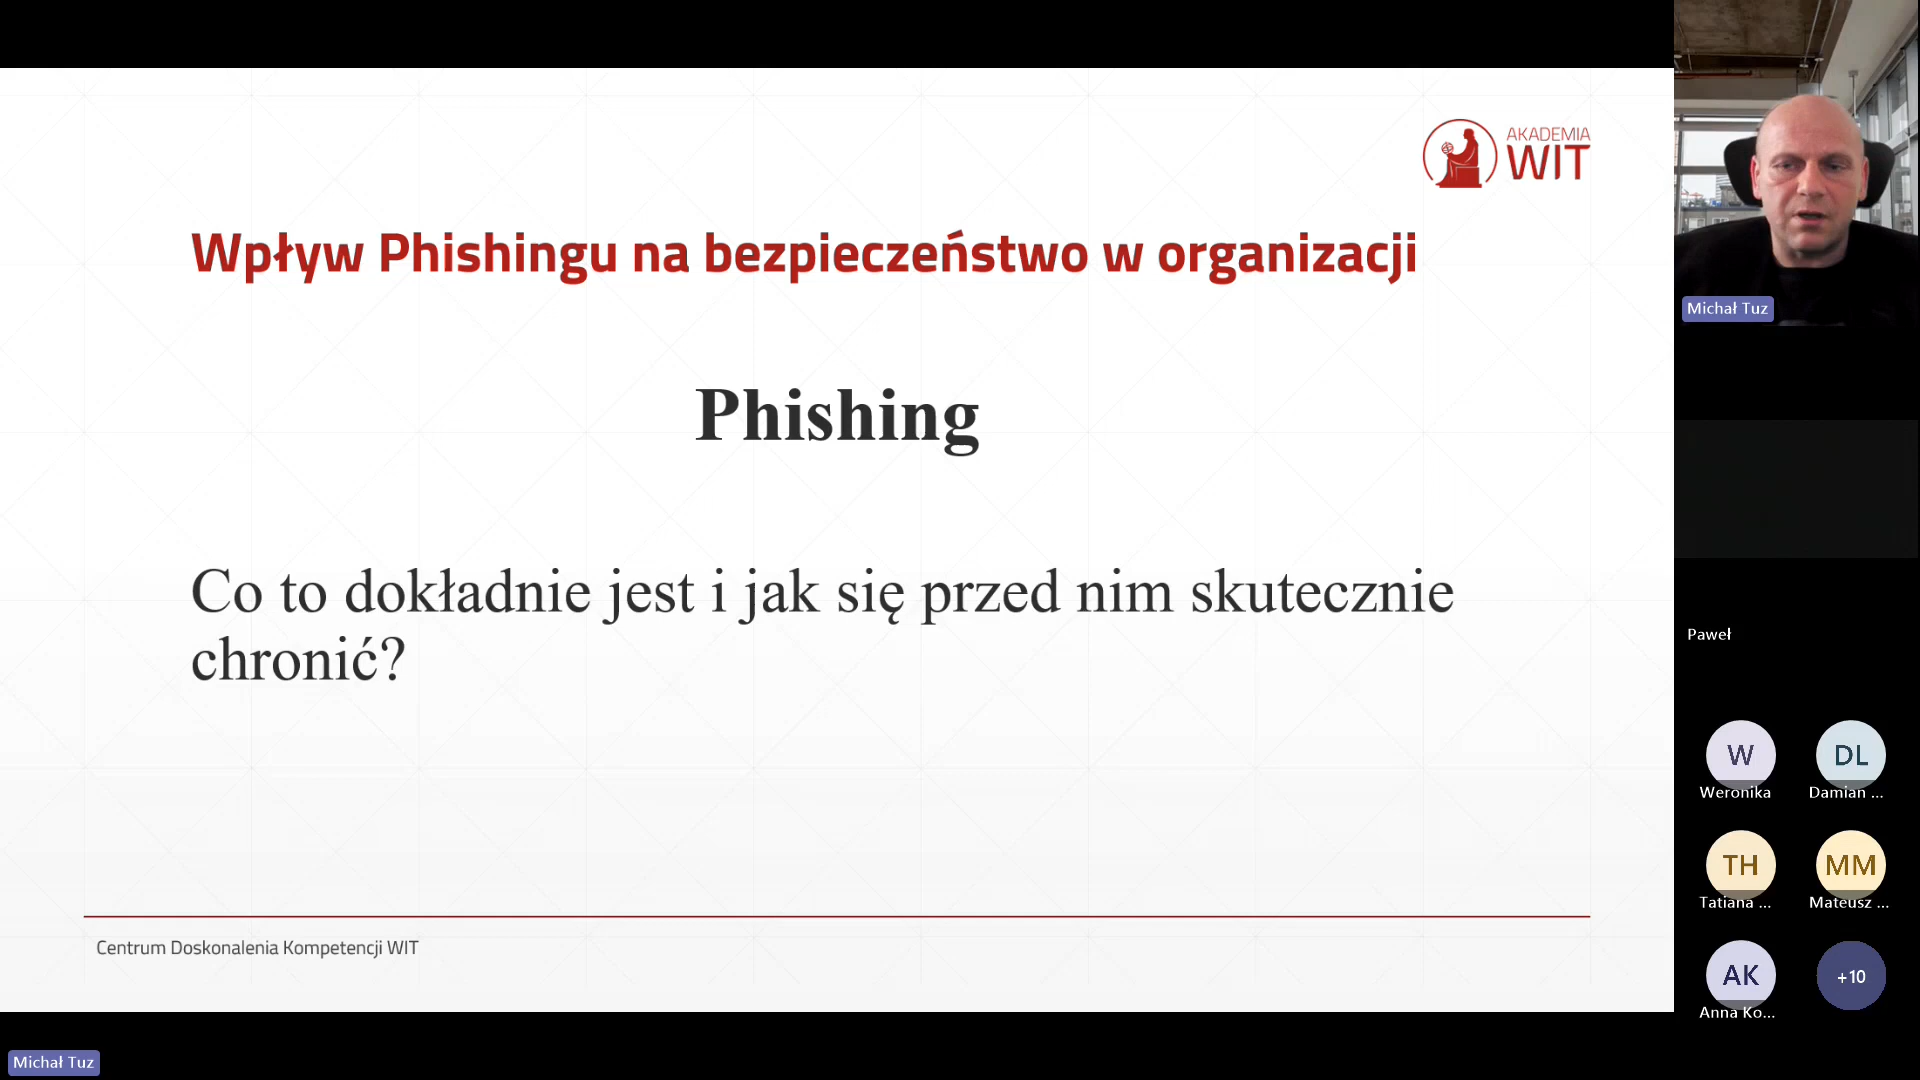 AKADEMIA
WIT
Wpływ Phishingu na bezpieczeństwo w organizacji
Phishing
Co to dokładnie jest i jak się przed nim skutecznie
chronić?
Centrum Doskonalenia Kompetencji WIT
Michał Tuz
Michał Tuz
Paweł
W
Weronika
DL
Damian ...
TH
Tatiana ...
MM
Mateusz ...
AK
Anna Ko...
+10